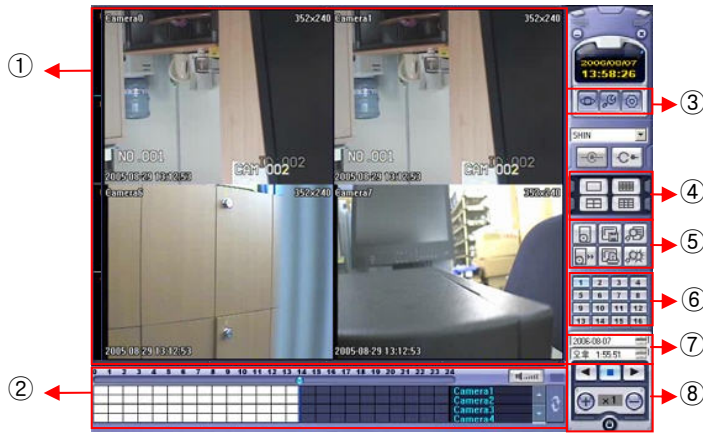 Camera0 352x240
Camera1 352x240
2006/08/07
13:58:26
①
③
SHIN
NO.001
CAM 002
CAM 002
2005-08-29 13:12:53
2005-08-29 13:12:53
④
Camera6 352x240
Camera7 352x240
⑤
1 2 3 4
5 6 7 8
9 10 11 12
13 14 15 16
⑥
2006-08-07
오후 1:55:51
⑦
2005-08-29 13:12:53
2005-08-29 13:12:53
②
0 1 2 3 4 5 6 7 8 9 10 11 12 13 14 15 16 17 18 19 20 21 22 23 24
Camera1
Camera2
Camera3
Camera4
×1
⑧